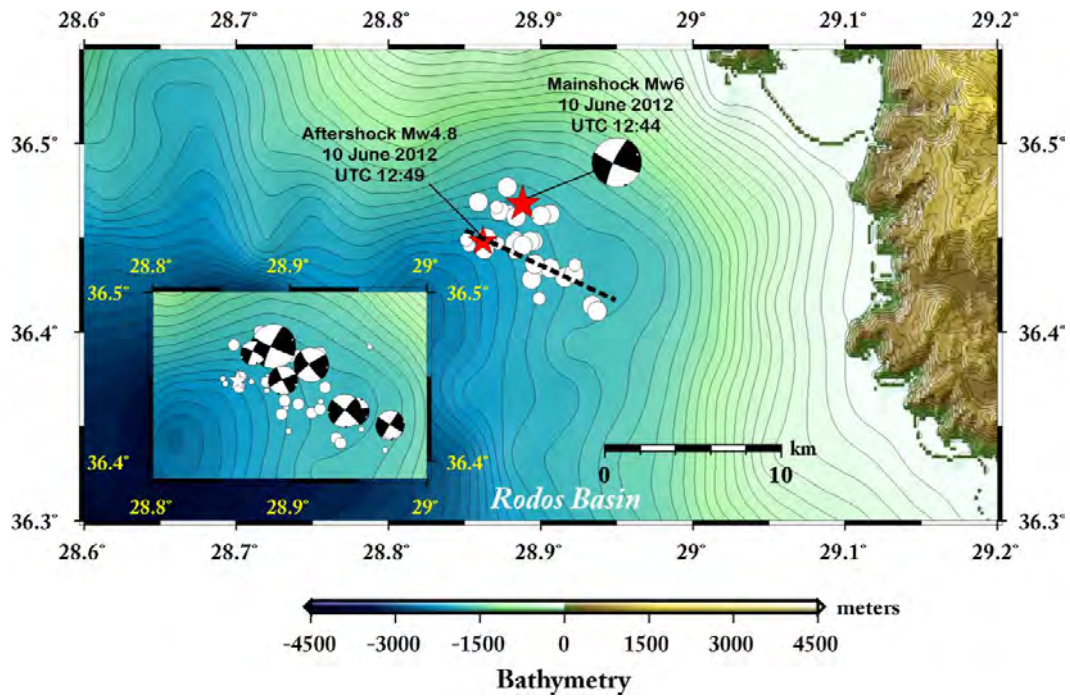 28.6° 28.7° 28.8° 28.9° 29° 29.1° 29.2°
Mainshock Mw6
10 June 2012
UTC 12:44
Aftershock Mw4.8
10 June 2012
UTC 12:49
36.5° 36.5°
28.8° 28.9° 29°
36.5° 36.5°
36.4° 36.4°
36.4° 36.4°
28.8° 28.9° 29°
km
0 10
Rodos Basin
36.3° 36.3°
28.6° 28.7° 28.8° 28.9° 29° 29.1° 29.2°
meters
-4500 -3000 -1500 0 1500 3000 4500
Bathymetry